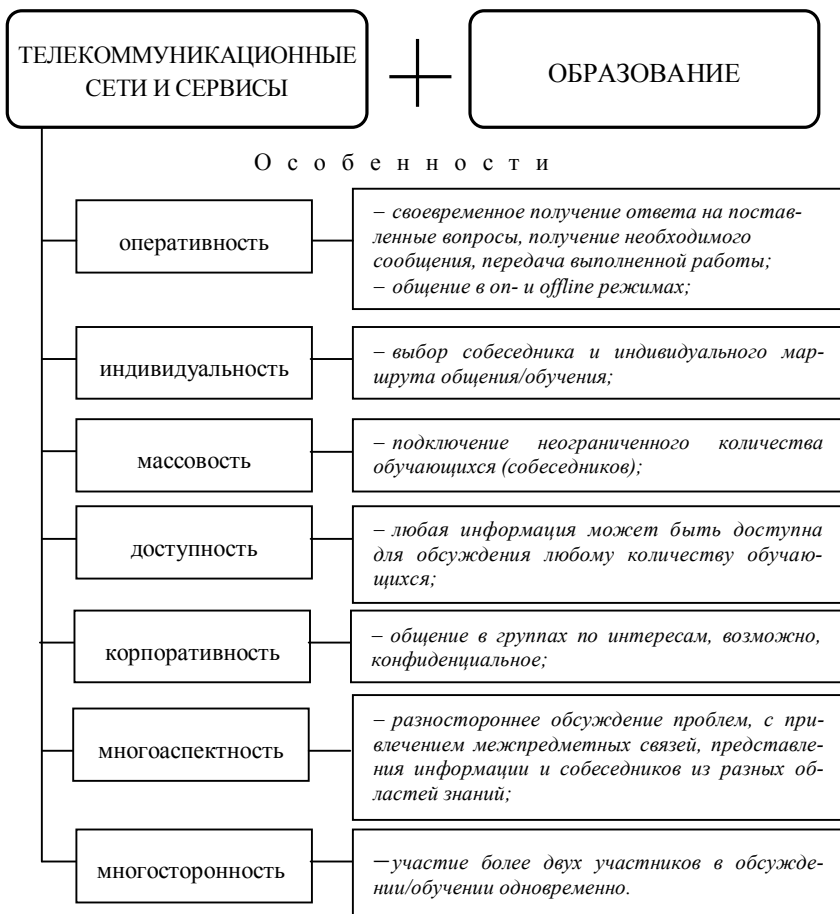 ТЕЛЕКОММУНИКАЦИОННЫЕ
СЕТИ И СЕРВИСЫ
+
ОБРАЗОВАНИЕ
О с о б е н н о с т и
оперативность
– своевременное получение ответа на постав-
ленные вопросы, получение необходимого
сообщения, передача выполненной работы;
– общение в on- и offline режимах;
индивидуальность
– выбор собеседника и индивидуального мар-
шрута общения/обучения;
массовость
– подключение неограниченного количества
обучающихся (собеседников);
доступность
– любая информация может быть доступна
для обсуждения любому количеству обучаю-
щихся;
корпоративность
– общение в группах по интересам, возможно,
конфиденциальное;
многоаспектность
– разностороннее обсуждение проблем, с при-
влечением межпредметных связей, представле-
ния информации и собеседников из разных об-
ластей знаний;
многосторонность
– участие более двух участников в обсужде-
нии/обучении одновременно.